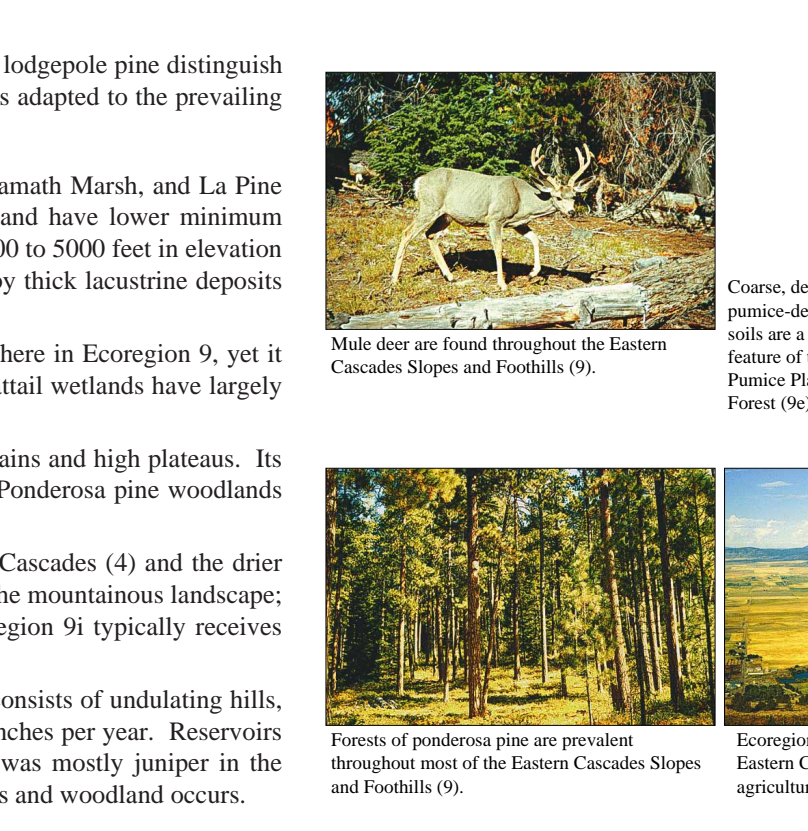 lodgepole pine distinguish
s adapted to the prevailing
amath Marsh, and La Pine
and have lower minimum
00 to 5000 feet in elevation
by thick lacustrine deposits
here in Ecoregion 9, yet it
attail wetlands have largely
ains and high plateaus. Its
Ponderosa pine woodlands
Cascades (4) and the drier
he mountainous landscape;
egion 9i typically receives
onsists of undulating hills,
nches per year. Reservoirs
was mostly juniper in the
s and woodland occurs.
Mule deer are found throughout the Eastern
Cascades Slopes and Foothills (9).
Coarse, de
pumice-de
soils are a
feature of
Pumice Pla
Forest (9e)
Forests of ponderosa pine are prevalent
throughout most of the Eastern Cascades Slopes
and Foothills (9).
Ecoregion
Eastern C
agricultur